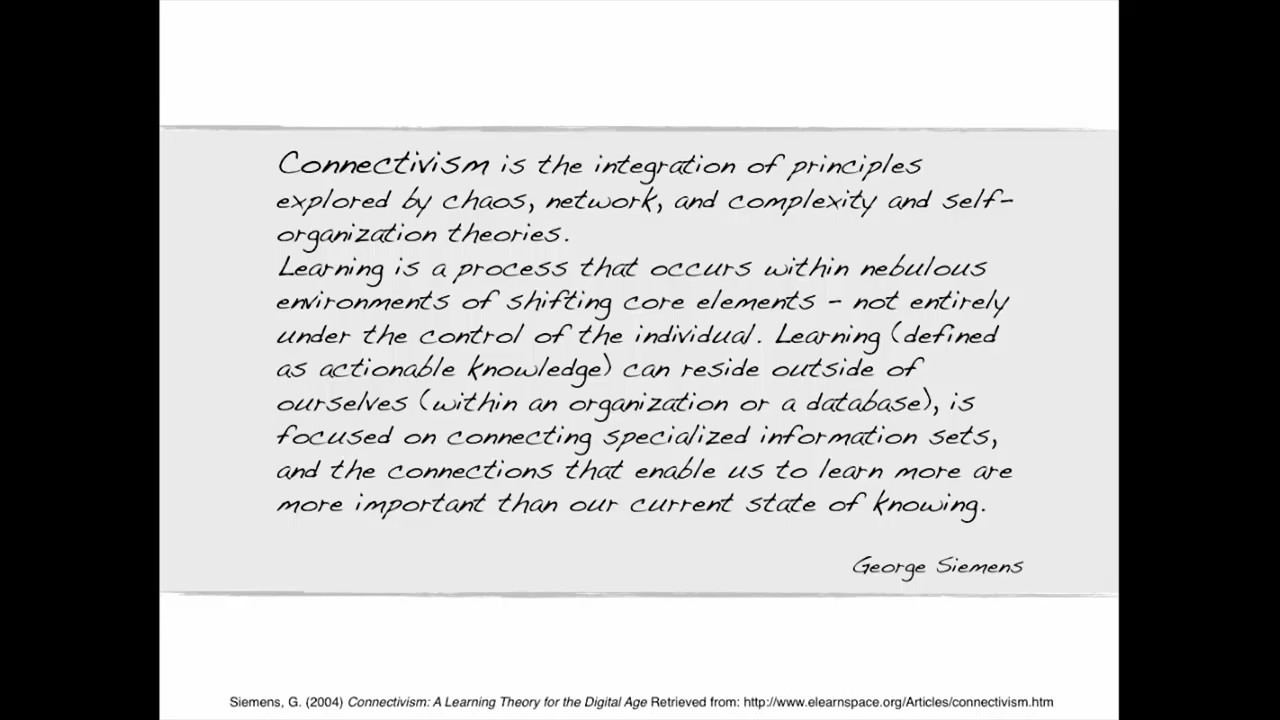 Connectivism is the integration of principles
explored by chaos, network, and complexity and self-
organization theories.
Learning is a process that occurs within nebulous
environments of shifting core elements - not entirely
under the control of the individual. Learning (defined
as actionable knowledge) can reside outside of
ourselves (within an organization or a database), is
focused on connecting specialized information sets,
and the connections that enable us to learn more are
more important than our current state of knowing.
George Siemens
Siemens, G. (2004) Connectivism: A Learning Theory for the Digital Age Retrieved from: http://www.elearnspace.org/Articles/connectivism.htm